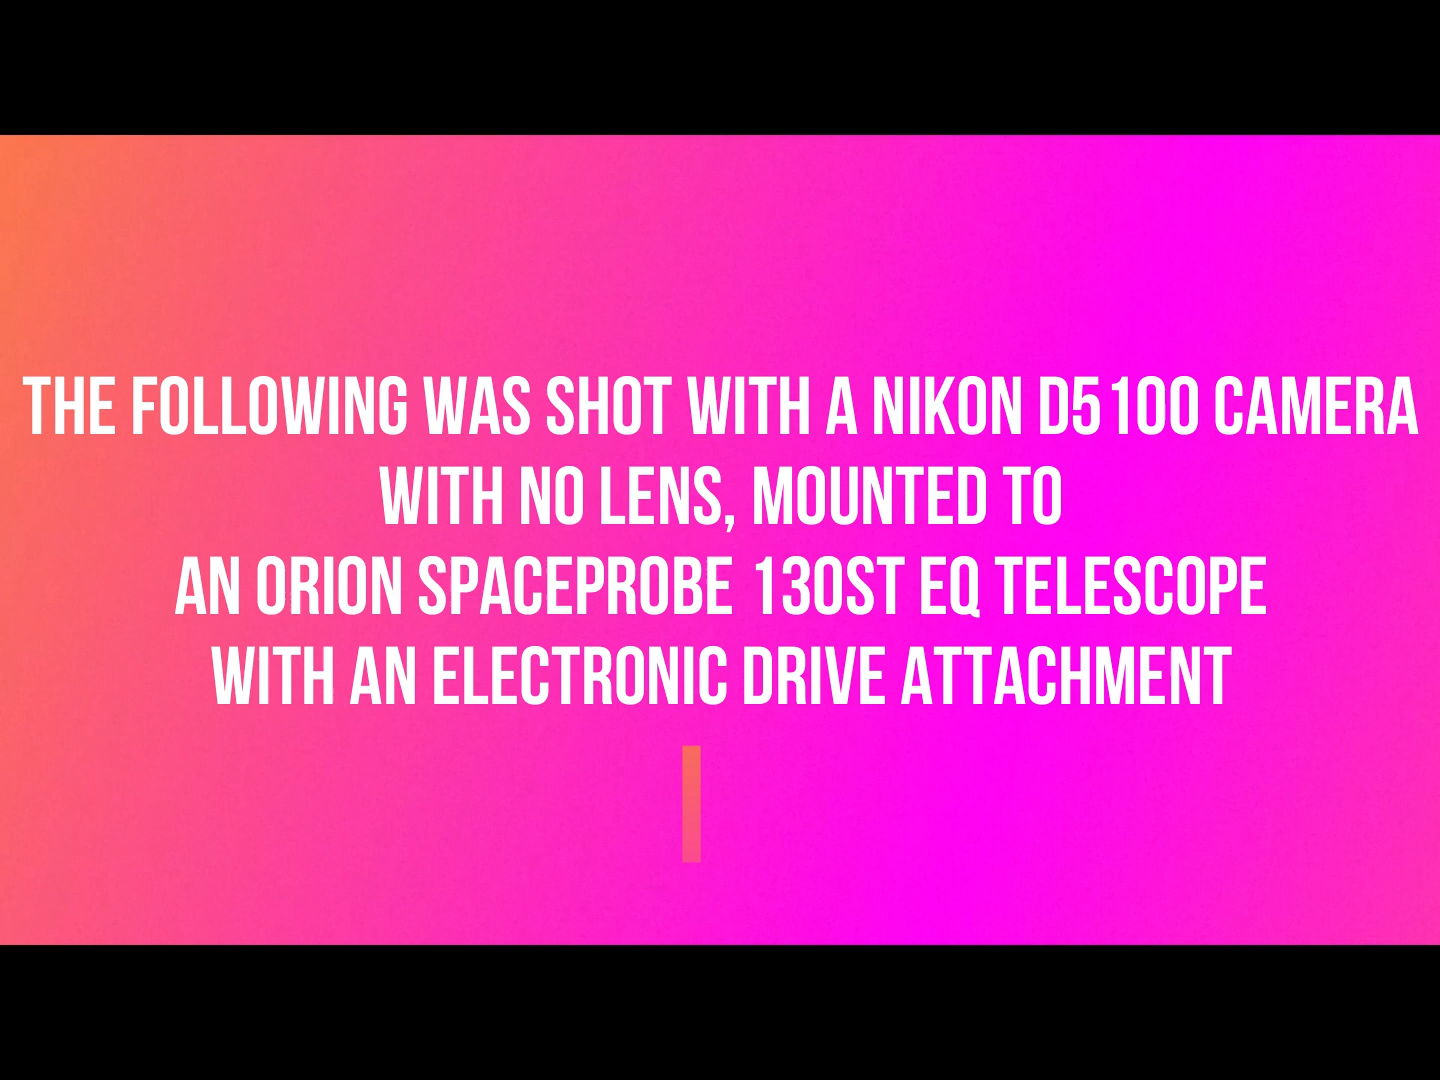 THE FOLLOWING WAS SHOT WITH A NIKON D5100 CAMERA
WITH NO LENS, MOUNTED TO
AN ORION SPACEPROBE 130ST EQ TELESCOPE
WITH AN ELECTRONIC DRIVE ATTACHMENT